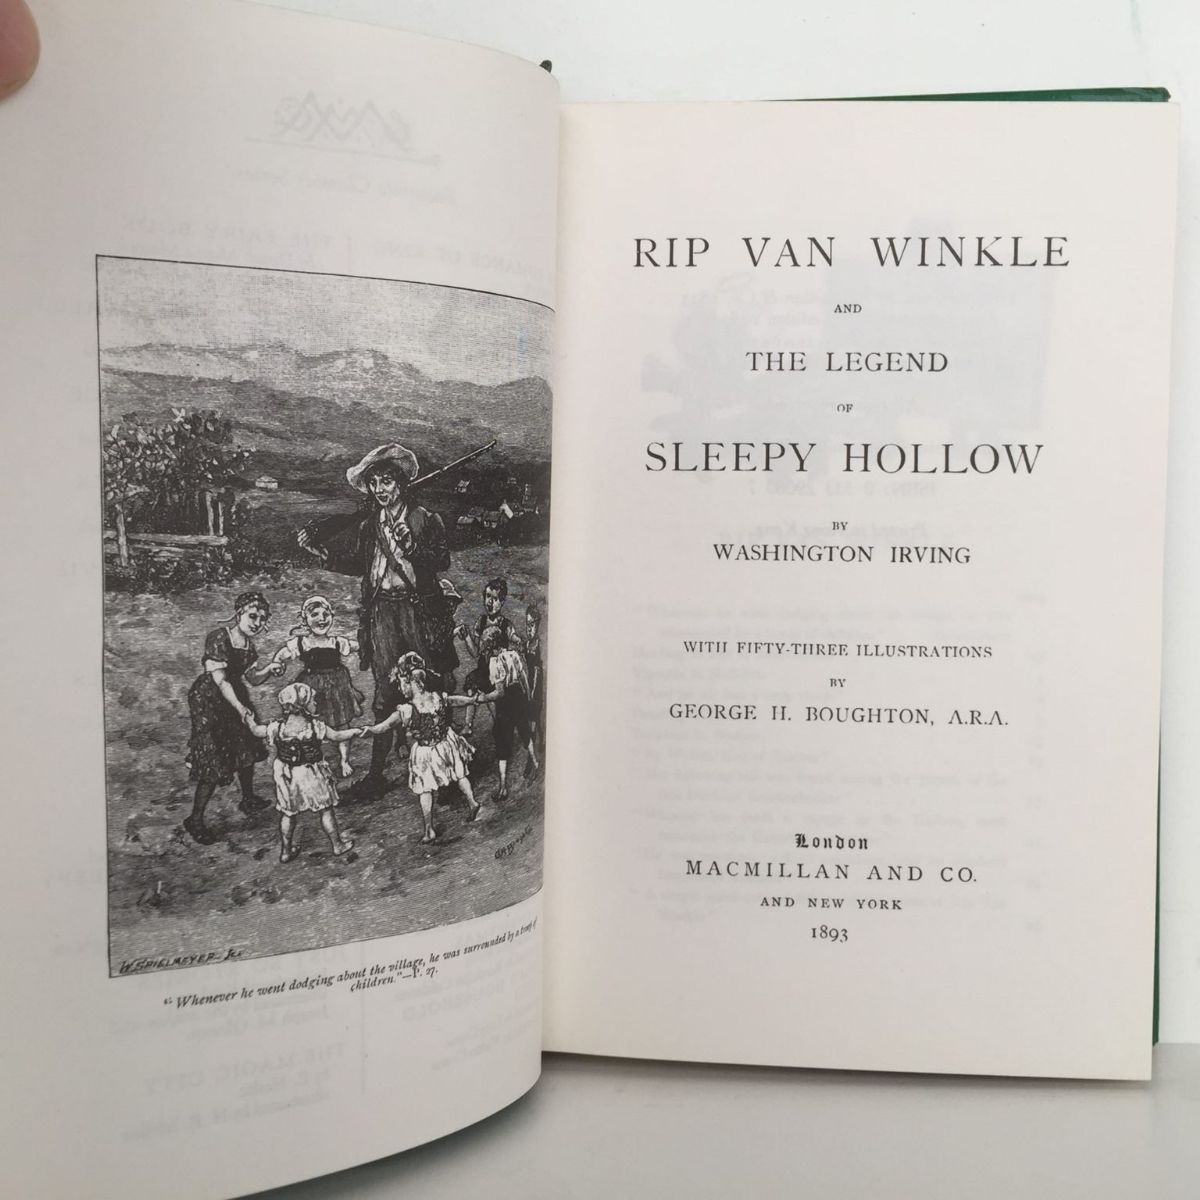 W. SPIELMEYER
"Whenever he went dodging about the village, he was surrounded by a troop of
children."—P. 27.
RIP VAN WINKLE
AND
THE LEGEND
OF
SLEEPY HOLLOW
BY
WASHINGTON IRVING
WITH FIFTY-THREE ILLUSTRATIONS
BY
GEORGE H. BOUGHTON, A.R.A.
London
MACMILLAN AND CO.
AND NEW YORK
1893